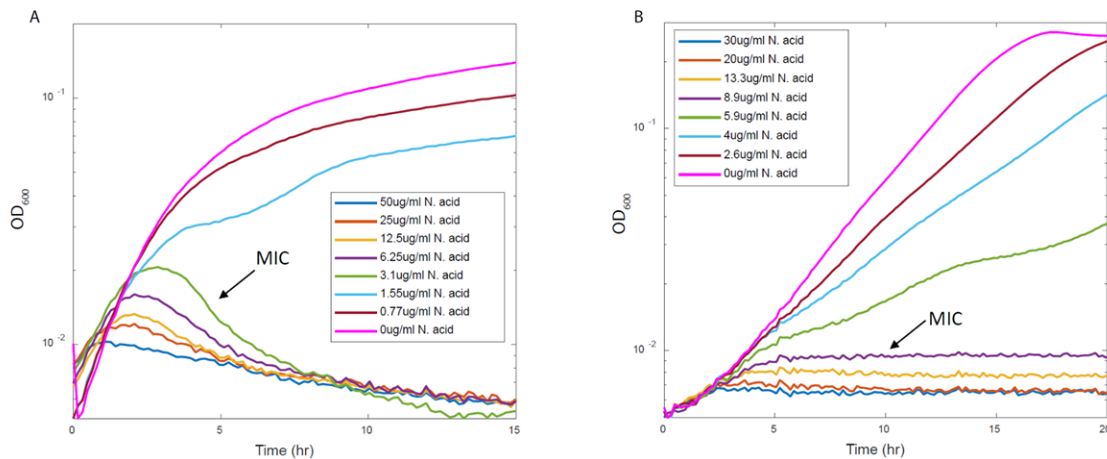 A
10⁻¹
10⁻²
OD₆₀₀
50ug/ml N. acid
25ug/ml N. acid
12.5ug/ml N. acid
6.25ug/ml N. acid
3.1ug/ml N. acid
1.55ug/ml N. acid
0.77ug/ml N. acid
0ug/ml N. acid
MIC
0 5 10 15
Time (hr)
B
10⁻¹
10⁻²
OD₆₀₀
30ug/ml N. acid
20ug/ml N. acid
13.3ug/ml N. acid
8.9ug/ml N. acid
5.9ug/ml N. acid
4ug/ml N. acid
2.6ug/ml N. acid
0ug/ml N. acid
MIC
0 5 10 15 20
Time (hr)